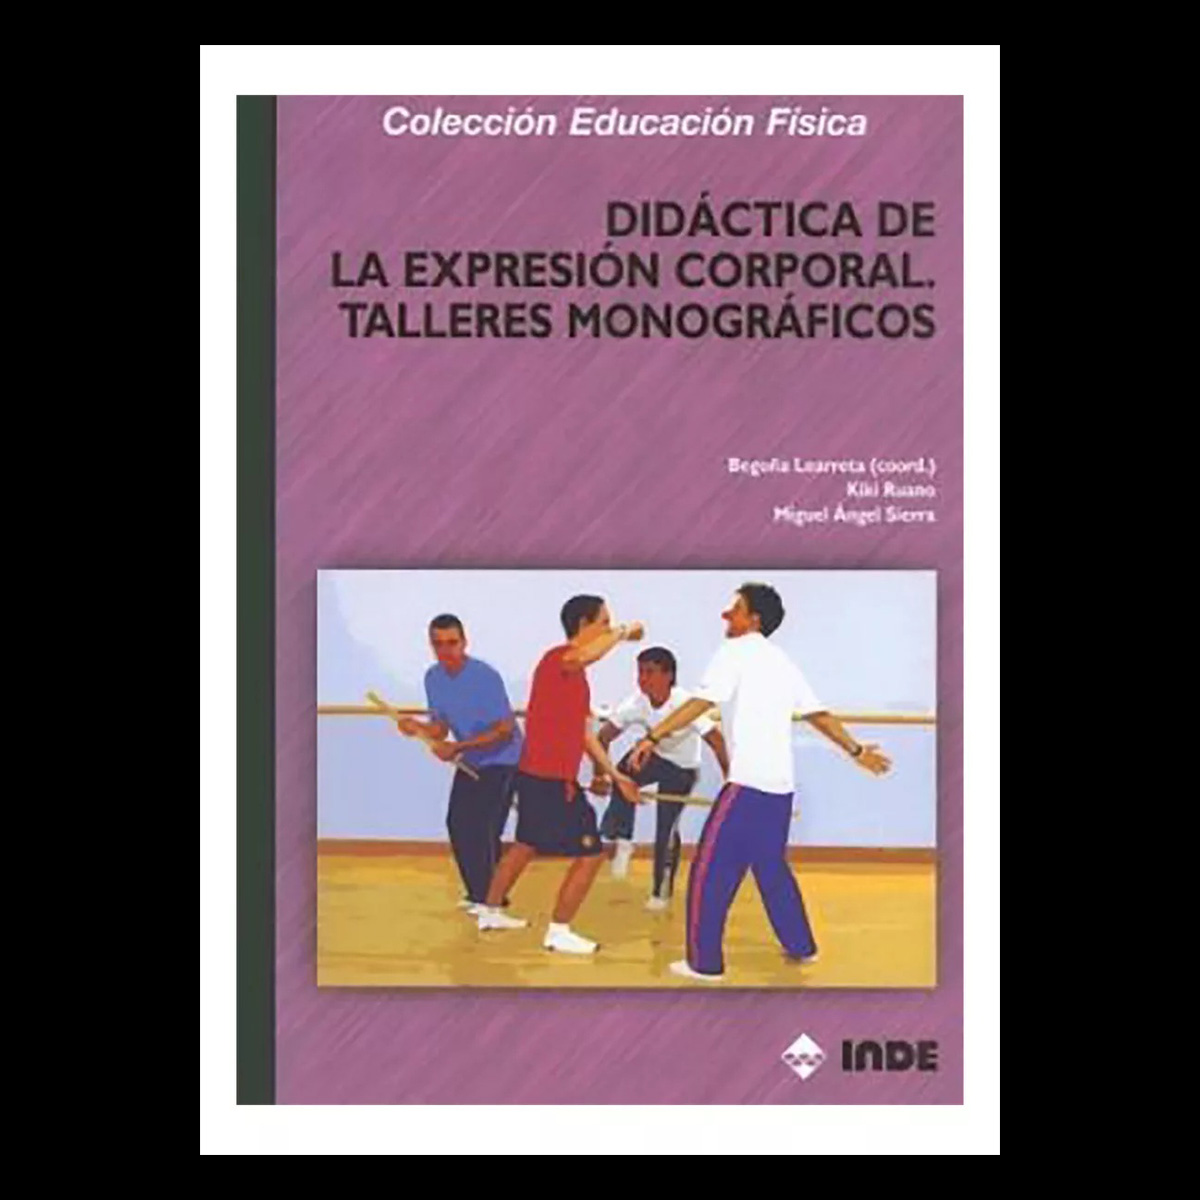 Colección Educación Física
DIDÁCTICA DE
LA EXPRESIÓN CORPORAL.
TALLERES MONOGRÁFICOS
Begoña Learreta (coord.)
Kiki Ruano
Miguel Ángel Sierra
INDE